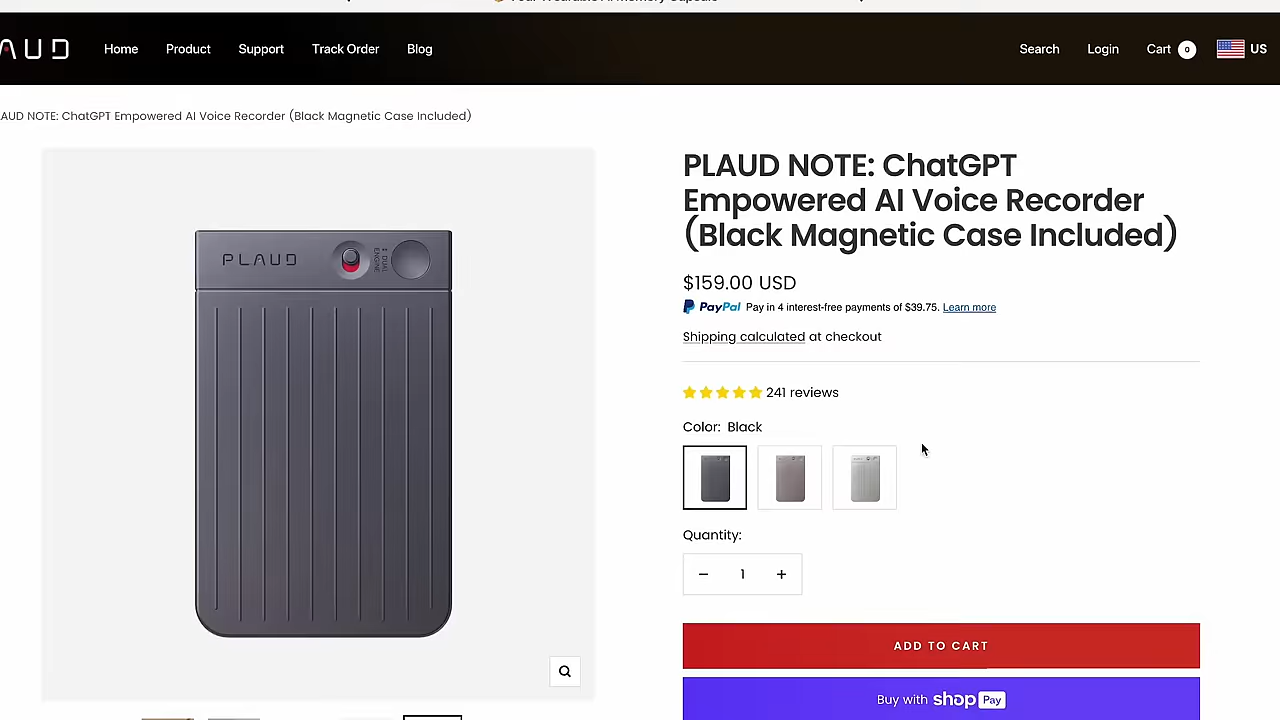 AUD
Home Product Support Track Order Blog
Search Login Cart 0 US
AUD NOTE: ChatGPT Empowered AI Voice Recorder (Black Magnetic Case Included)
PLAUD
DUAL
ENGINE
PLAUD NOTE: ChatGPT
Empowered AI Voice Recorder
(Black Magnetic Case Included)
$159.00 USD
PayPal Pay in 4 interest-free payments of $39.75. Learn more
Shipping calculated at checkout
241 reviews
Color: Black
Quantity:
− 1 +
ADD TO CART
Buy with shop Pay